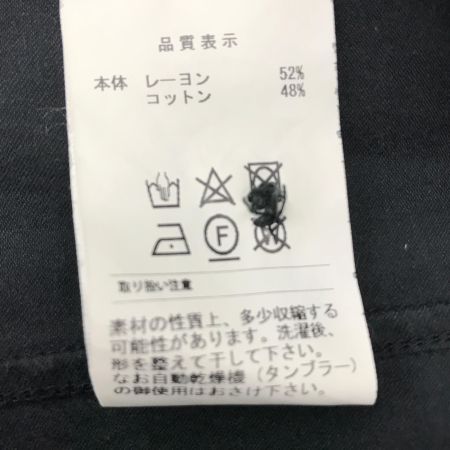 品質表示
本体 レーヨン 52%
コットン 48%
F
取り扱い注意
素材の性質上、多少収縮する
可能性があります。洗濯後、
形を整えて干して下さい。
なお自動乾燥機（タンブラー）
の御使用はおさけ下さい。